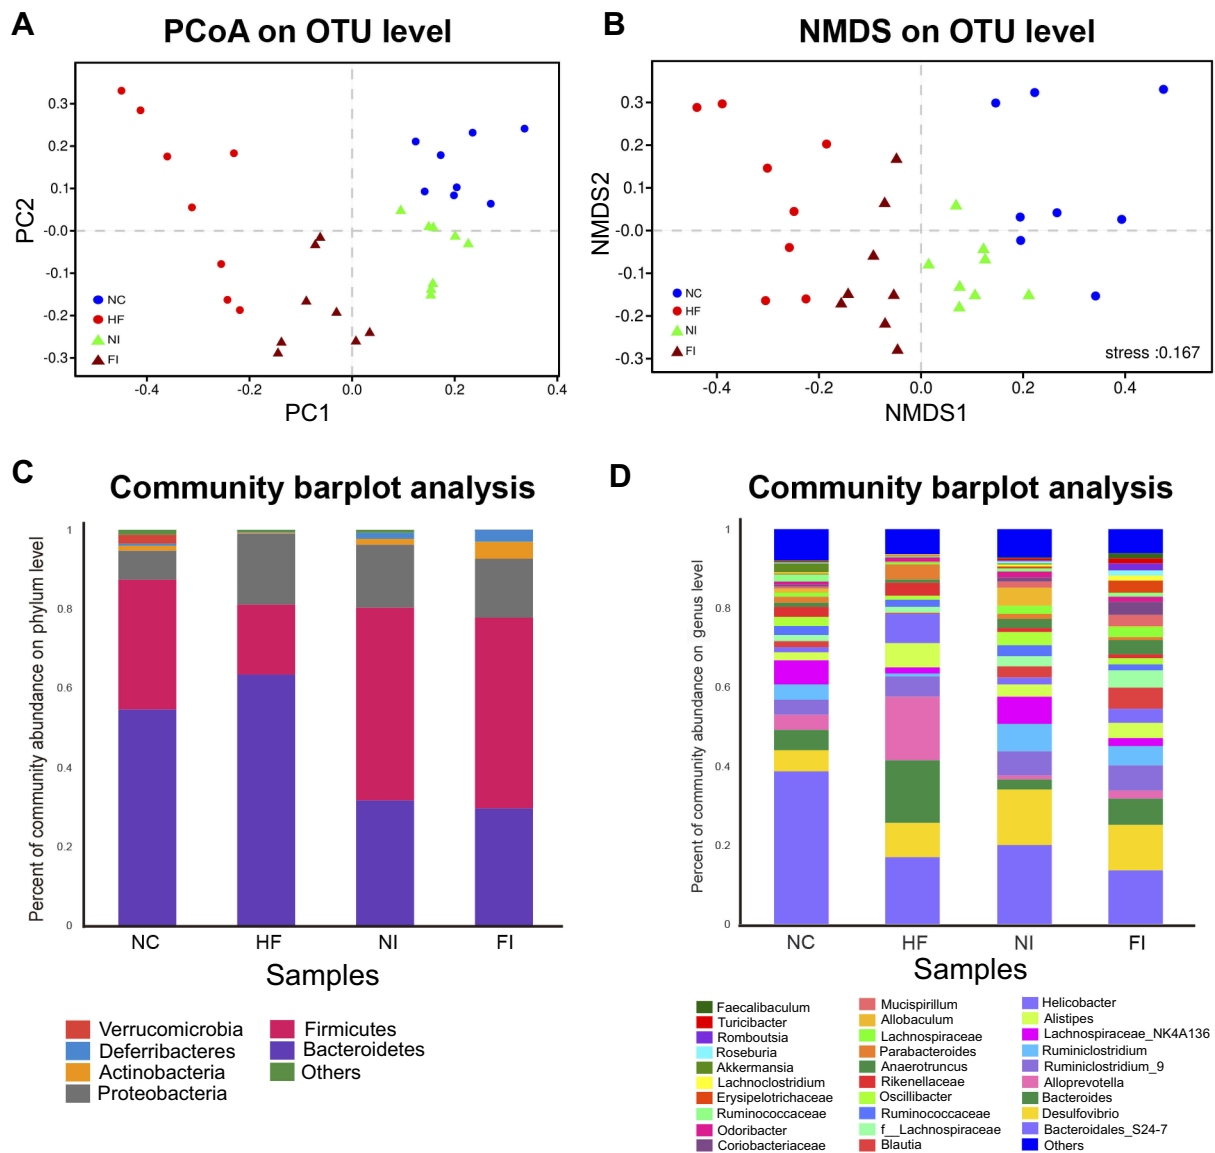 A
PCoA on OTU level
PC2
0.3
0.2
0.1
-0.0
-0.1
-0.2
-0.3
NC
HF
NI
FI
-0.4
-0.2
0.0
0.2
0.4
PC1
B
NMDS on OTU level
NMDS2
0.3
0.2
0.1
-0.0
-0.1
-0.2
-0.3
NC
HF
NI
FI
stress :0.167
-0.4
-0.2
0.0
0.2
0.4
NMDS1
C
Community barplot analysis
Percent of community abundance on phylum level
1
0.8
0.6
0.4
0.2
0
NC
HF
NI
FI
Samples
Verrucomicrobia
Deferribacteres
Actinobacteria
Proteobacteria
Firmicutes
Bacteroidetes
Others
D
Community barplot analysis
Percent of community abundance on genus level
1
0.8
0.6
0.4
0.2
0
NC
HF
NI
FI
Samples
Faecalibaculum
Turicibacter
Romboutsia
Roseburia
Akkermansia
Lachnoclostridium
Erysipelotrichaceae
Ruminococcaceae
Odoribacter
Coriobacteriaceae
Mucispirillum
Allobaculum
Lachnospiraceae
Parabacteroides
Anaerotruncus
Rikenellaceae
Oscillibacter
Ruminococcaceae
f__Lachnospiraceae
Blautia
Helicobacter
Alistipes
Lachnospiraceae_NK4A136
Ruminiclostridium
Ruminiclostridium_9
Alloprevotella
Bacteroides
Desulfovibrio
Bacteroidales_S24-7
Others